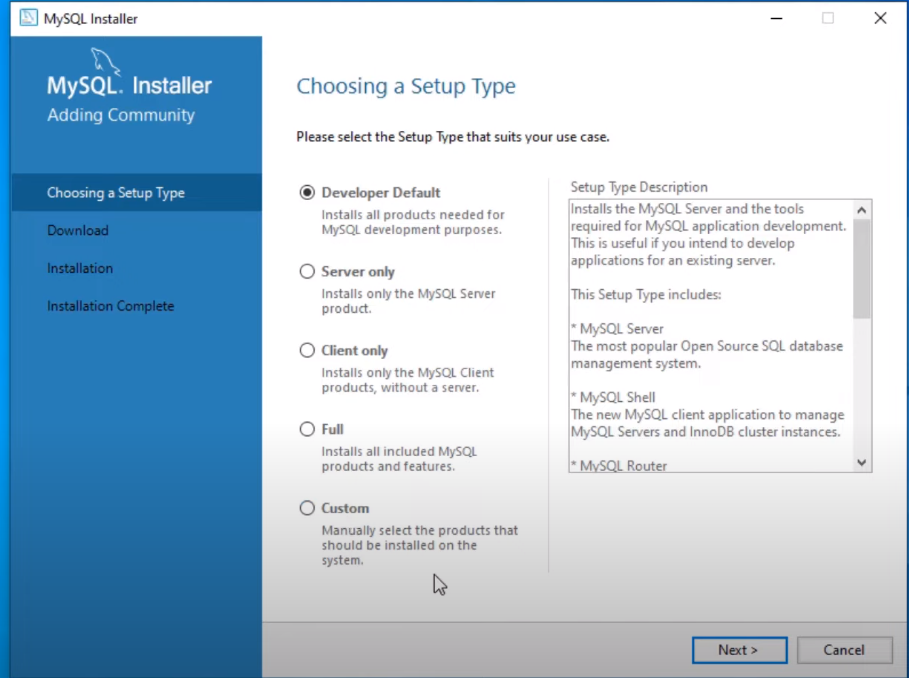 MySQL Installer
MySQL. Installer
Adding Community
Choosing a Setup Type
Download
Installation
Installation Complete
Choosing a Setup Type
Please select the Setup Type that suits your use case.
Developer Default
Installs all products needed for
MySQL development purposes.
Server only
Installs only the MySQL Server
product.
Client only
Installs only the MySQL Client
products, without a server.
Full
Installs all included MySQL
products and features.
Custom
Manually select the products that
should be installed on the
system.
Setup Type Description
Installs the MySQL Server and the tools
required for MySQL application development.
This is useful if you intend to develop
applications for an existing server.
This Setup Type includes:
* MySQL Server
The most popular Open Source SQL database
management system.
* MySQL Shell
The new MySQL client application to manage
MySQL Servers and InnoDB cluster instances.
* MySQL Router
Next >
Cancel